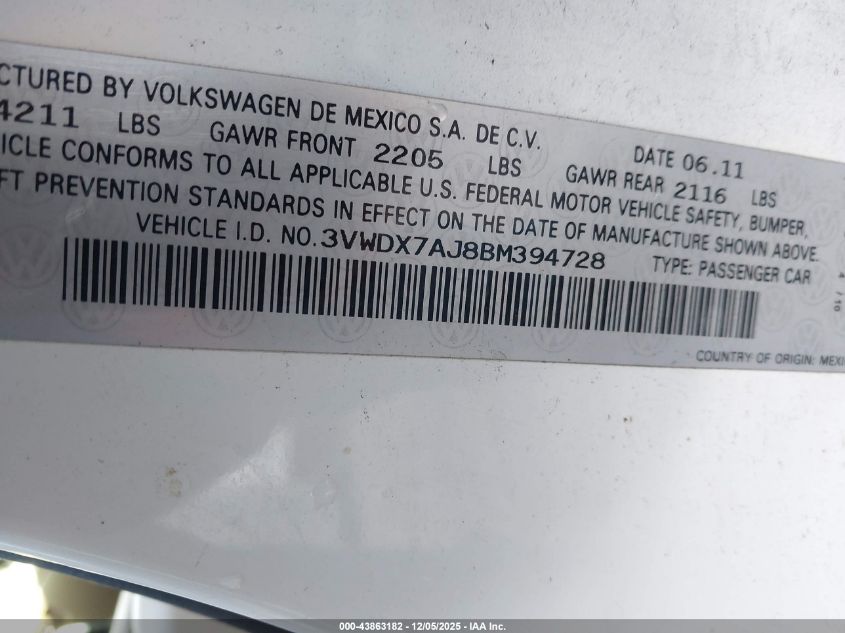 CTURED BY VOLKSWAGEN DE MEXICO S.A. DE C.V. DATE 06.11
4211 LBS GAWR FRONT 2205 LBS GAWR REAR 2116 LBS
ICLE CONFORMS TO ALL APPLICABLE U.S. FEDERAL MOTOR VEHICLE SAFETY, BUMPER,
FT PREVENTION STANDARDS IN EFFECT ON THE DATE OF MANUFACTURE SHOWN ABOVE.
VEHICLE I.D. NO.3VWDX7AJ8BM394728 TYPE: PASSENGER CAR
COUNTRY OF ORIGIN: MEXI
000-43863182 - 12/05/2025 - IAA Inc.